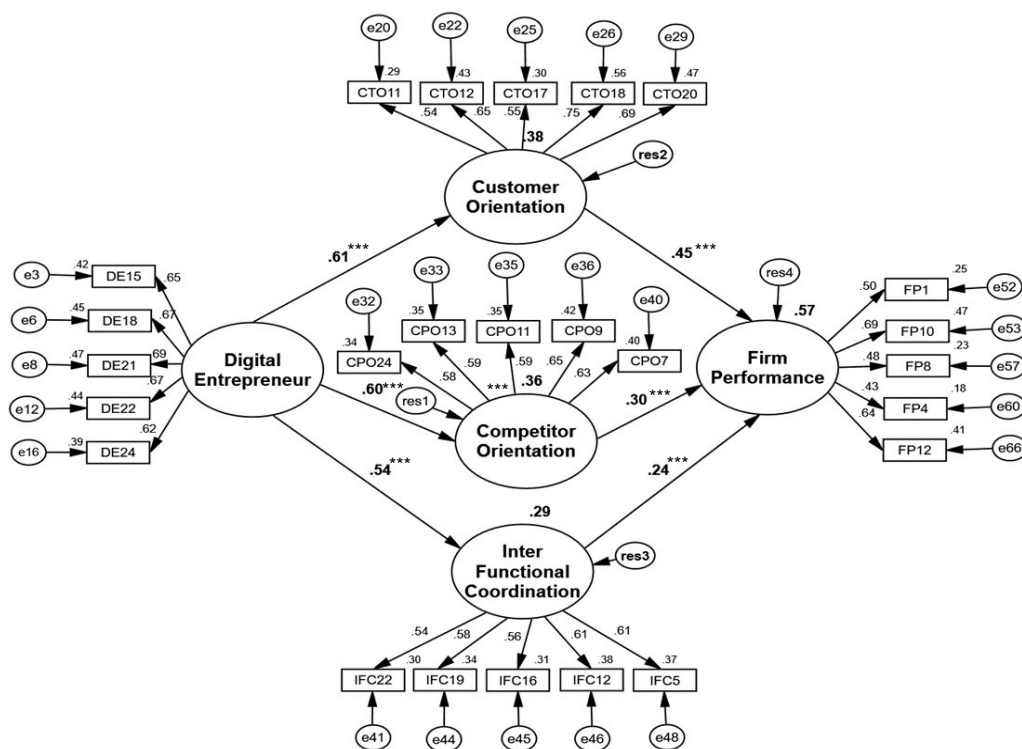 e20
e22
e25
e26
e29
.29
.43
.30
.56
.47
CTO11
CTO12
CTO17
CTO18
CTO20
.54
.65
.55
.75
.69
.38
Customer
Orientation
res2
.61***
.45***
e3
.42
DE15
.65
e6
.45
DE18
.67
e8
.47
DE21
.69
e12
.44
DE22
.67
e16
.39
DE24
.62
Digital
Entrepreneur
e32
e33
e35
e36
e40
.34
.35
.35
.42
.40
CPO24
CPO13
CPO11
CPO9
CPO7
.58
.59
.59
.65
.63
***
.36
.60***
res1
Competitor
Orientation
.30***
res4
.57
Firm
Performance
.50
.25
FP1
e52
.69
.47
FP10
e53
.48
.23
FP8
e57
.43
.18
FP4
e60
.64
.41
FP12
e66
.54***
.24***
.29
Inter
Functional
Coordination
res3
.54
.58
.56
.61
.61
.30
.34
.31
.38
.37
IFC22
IFC19
IFC16
IFC12
IFC5
e41
e44
e45
e46
e48